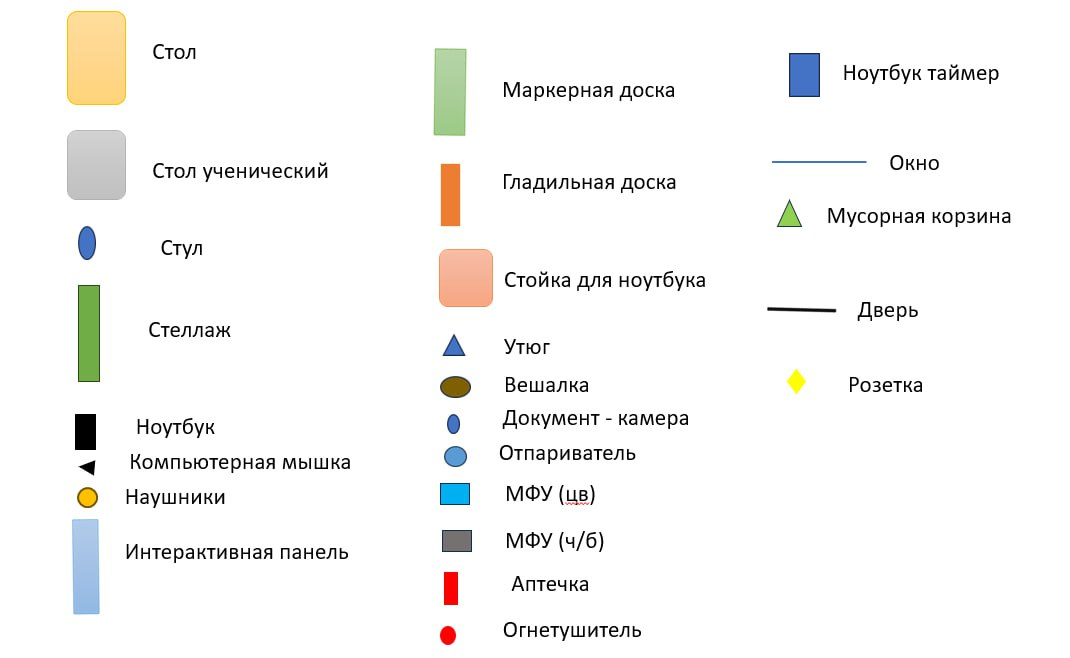 Стол
Стол ученический
Стул
Стеллаж
Ноутбук
Компьютерная мышка
Наушники
Интерактивная панель
Маркерная доска
Гладильная доска
Стойка для ноутбука
Утюг
Вешалка
Документ - камера
Отпариватель
МФУ (цв)
МФУ (ч/б)
Аптечка
Огнетушитель
Ноутбук таймер
Окно
Мусорная корзина
Дверь
Розетка